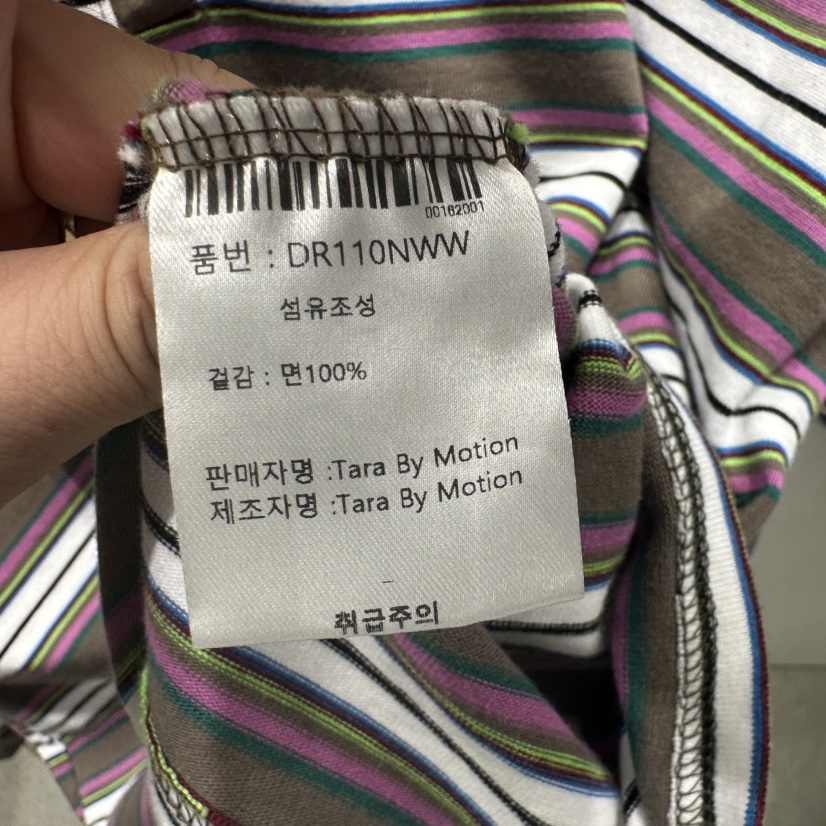 00182001
품번 : DR110NWW
섬유조성
겉감 : 면100%
판매자명 :Tara By Motion
제조자명 :Tara By Motion
취급주의